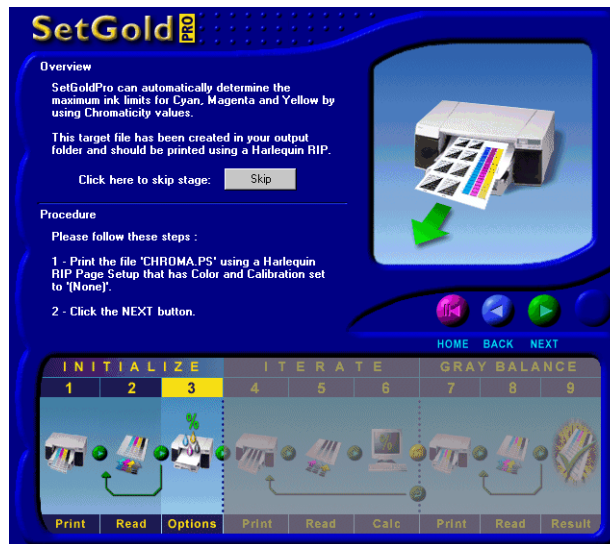 SetGold PRO
Overview
SetGoldPro can automatically determine the
maximum ink limits for Cyan, Magenta and Yellow by
using Chromaticity values.
This target file has been created in your output
folder and should be printed using a Harlequin RIP.
Click here to skip stage: Skip
Procedure
Please follow these steps :
1 - Print the file 'CHROMA.PS' using a Harlequin
RIP Page Setup that has Color and Calibration set
to '(None)'.
2 - Click the NEXT button.
HOME BACK NEXT
INITIALIZE ITERATE GRAY BALANCE
1 2 3 4 5 6 7 8 9
%
%
Print Read Options Print Read Calc Print Read Result